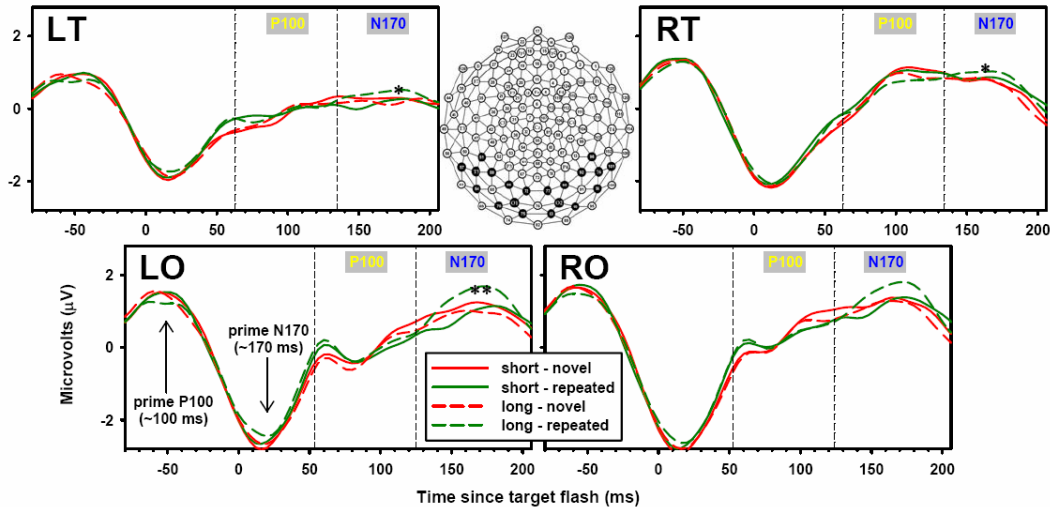 LT
P100
N170
2
0
-2
*
-50
0
50
100
150
200
RT
P100
N170
*
-50
0
50
100
150
200
LO
P100
N170
2
0
-2
Microvolts (μV)
**
prime N170
(~170 ms)
prime P100
(~100 ms)
-50
0
50
100
150
200
RO
P100
N170
-50
0
50
100
150
200
short - novel
short - repeated
long - novel
long - repeated
Time since target flash (ms)